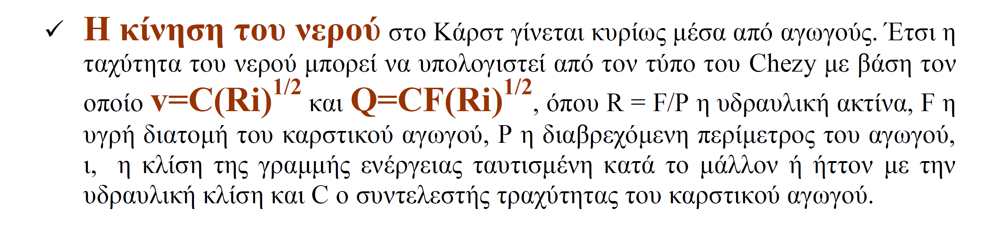 ✓ Η κίνηση του νερού στο Κάρστ γίνεται κυρίως μέσα από αγωγούς. Έτσι η
ταχύτητα του νερού μπορεί να υπολογιστεί από τον τύπο του Chezy με βάση τον
οποίο v=C(Ri)^1/2 και Q=CF(Ri)^1/2, όπου R = F/P η υδραυλική ακτίνα, F η
υγρή διατομή του καρστικού αγωγού, P η διαβρεχόμενη περίμετρος του αγωγού,
ι, η κλίση της γραμμής ενέργειας ταυτισμένη κατά το μάλλον ή ήττον με την
υδραυλική κλίση και C ο συντελεστής τραχύτητας του καρστικού αγωγού.